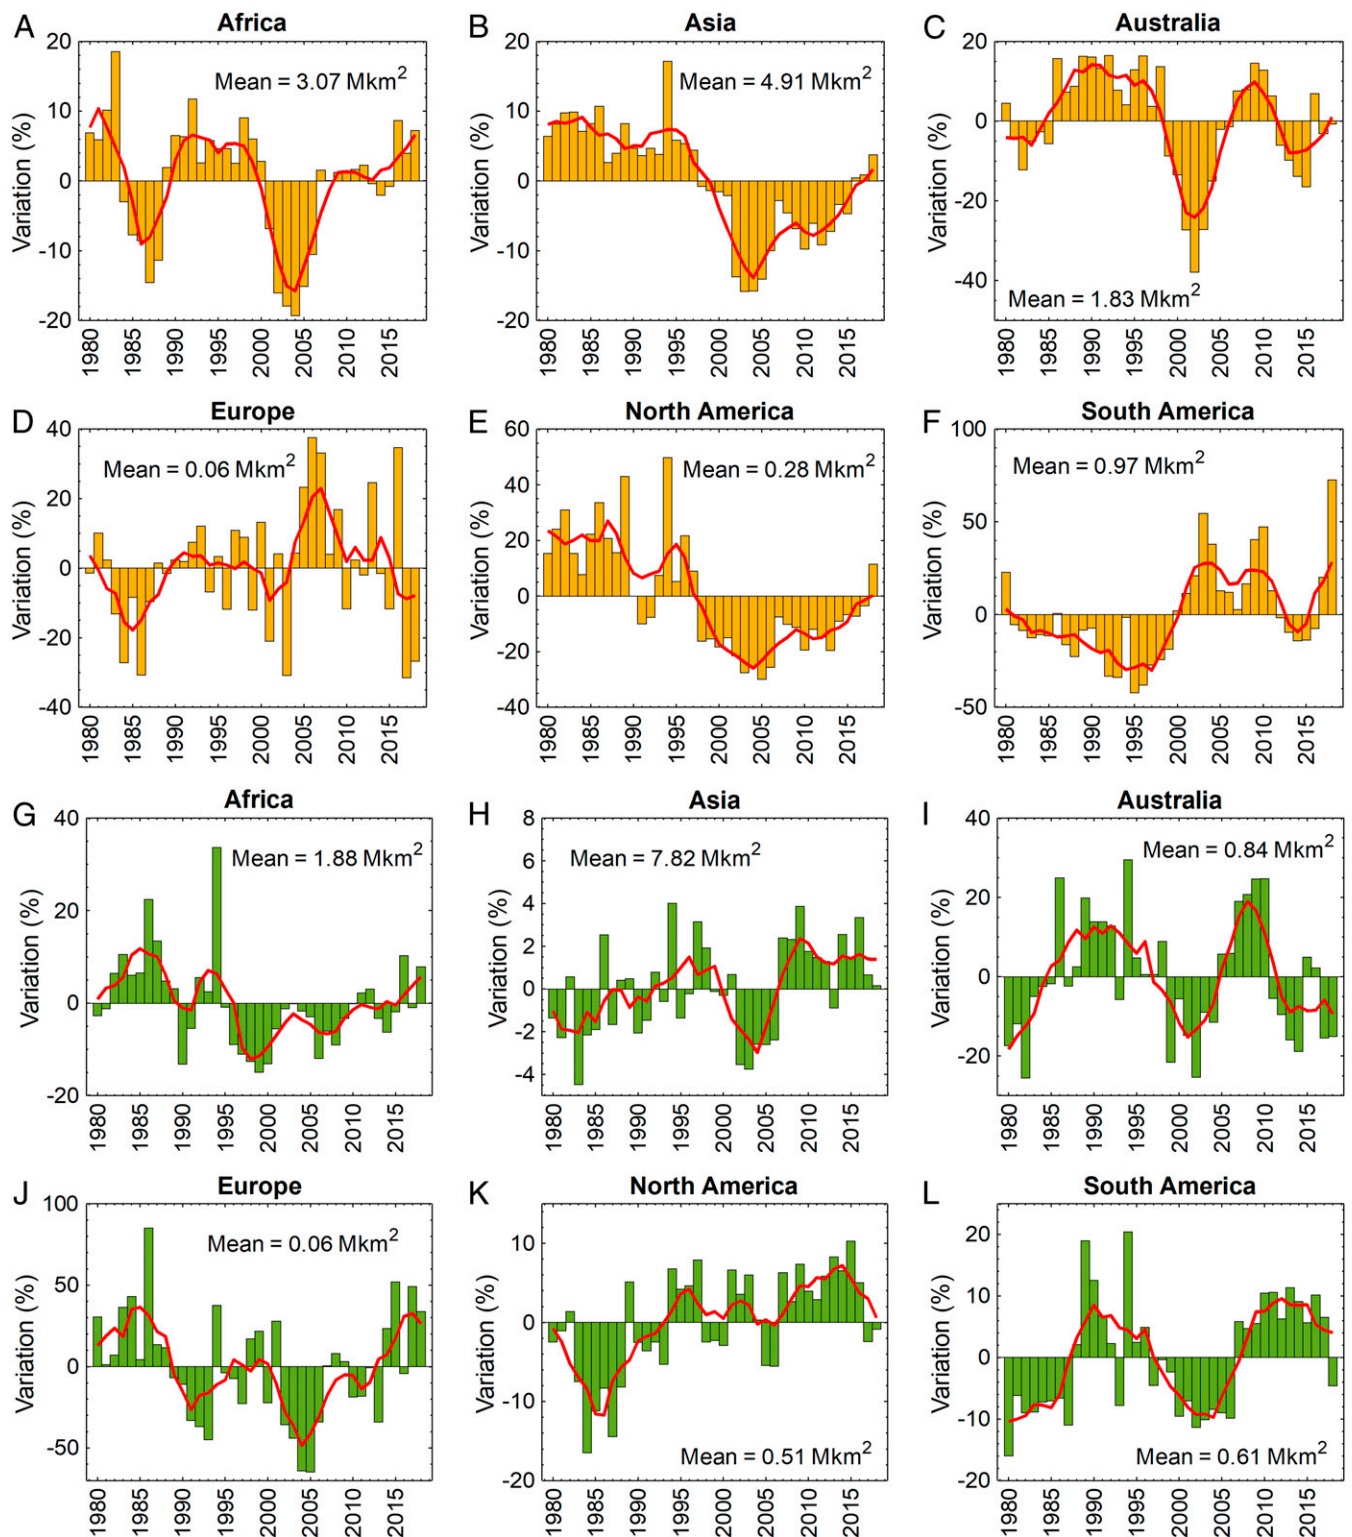 A Africa
Variation (%)
20
10
0
-10
-20
Mean = 3.07 Mkm2
1980 1985 1990 1995 2000 2005 2010 2015
B Asia
Variation (%)
20
10
0
-10
-20
Mean = 4.91 Mkm2
1980 1985 1990 1995 2000 2005 2010 2015
C Australia
Variation (%)
20
0
-20
-40
Mean = 1.83 Mkm2
1980 1985 1990 1995 2000 2005 2010 2015
D Europe
Variation (%)
40
20
0
-20
-40
Mean = 0.06 Mkm2
1980 1985 1990 1995 2000 2005 2010 2015
E North America
Variation (%)
60
40
20
0
-20
-40
Mean = 0.28 Mkm2
1980 1985 1990 1995 2000 2005 2010 2015
F South America
Variation (%)
100
50
0
-50
Mean = 0.97 Mkm2
1980 1985 1990 1995 2000 2005 2010 2015
G Africa
Variation (%)
40
20
0
-20
Mean = 1.88 Mkm2
1980 1985 1990 1995 2000 2005 2010 2015
H Asia
Variation (%)
8
6
4
2
0
-2
-4
Mean = 7.82 Mkm2
1980 1985 1990 1995 2000 2005 2010 2015
I Australia
Variation (%)
40
20
0
-20
Mean = 0.84 Mkm2
1980 1985 1990 1995 2000 2005 2010 2015
J Europe
Variation (%)
100
50
0
-50
Mean = 0.06 Mkm2
1980 1985 1990 1995 2000 2005 2010 2015
K North America
Variation (%)
10
0
-10
-20
Mean = 0.51 Mkm2
1980 1985 1990 1995 2000 2005 2010 2015
L South America
Variation (%)
20
10
0
-10
-20
Mean = 0.61 Mkm2
1980 1985 1990 1995 2000 2005 2010 2015